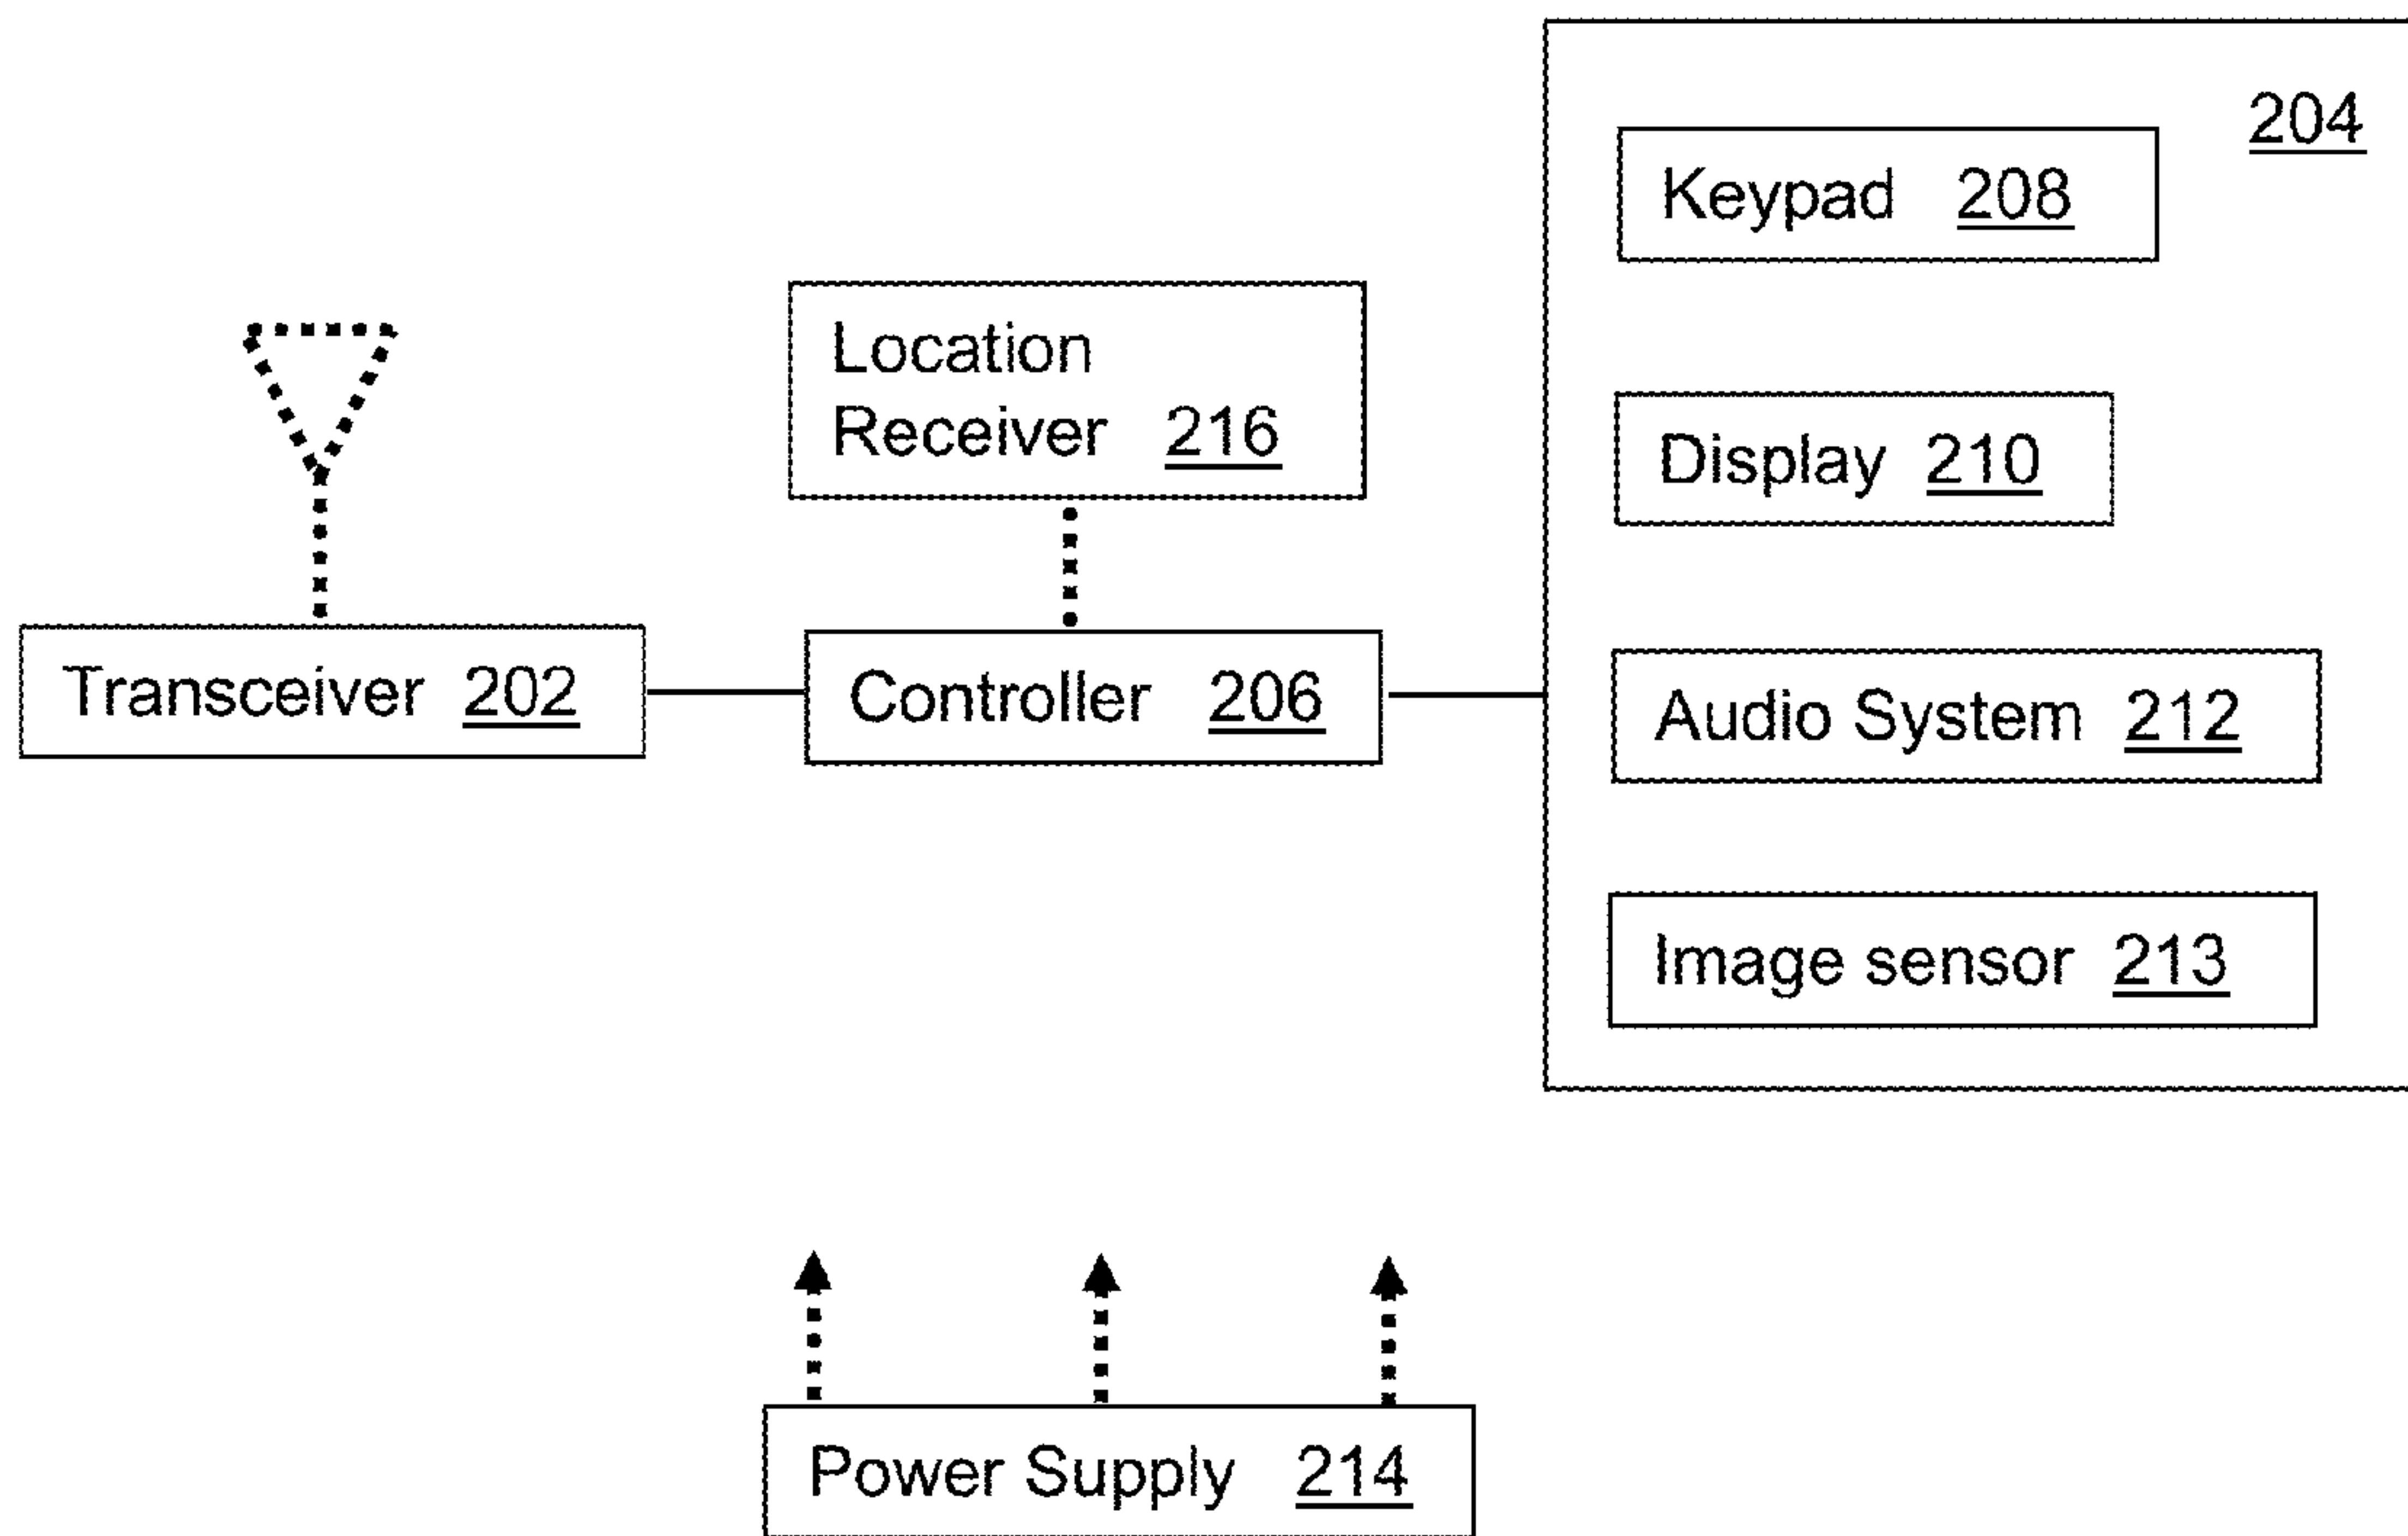 204
Keypad 208
Location
Receiver 216
Display 210
Transceiver 202
Controller 206
Audio System 212
Image sensor 213
Power Supply 214